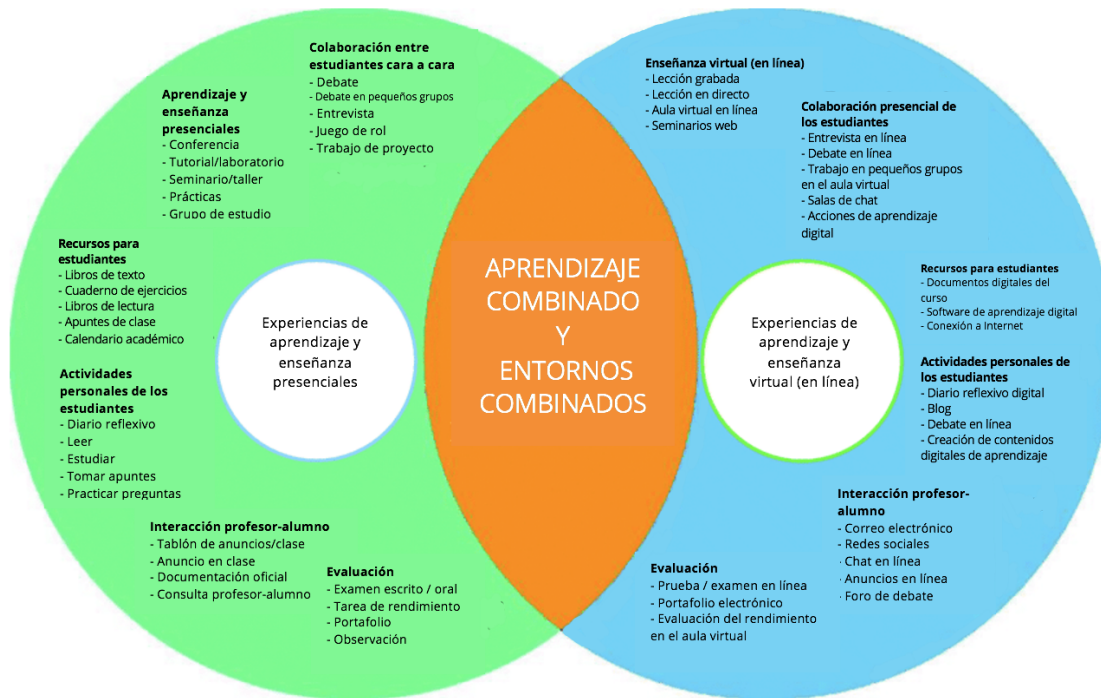 Colaboración entre
estudiantes cara a cara
- Debate
- Debate en pequeños grupos
- Entrevista
- Juego de rol
- Trabajo de proyecto
Aprendizaje y
enseñanza
presenciales
- Conferencia
- Tutorial/laboratorio
- Seminario/taller
- Prácticas
- Grupo de estudio
Recursos para
estudiantes
- Libros de texto
- Cuaderno de ejercicios
- Libros de lectura
- Apuntes de clase
- Calendario académico
Actividades
personales de los
estudiantes
- Diario reflexivo
- Leer
- Estudiar
- Tomar apuntes
- Practicar preguntas
Interacción profesor-alumno
- Tablón de anuncios/clase
- Anuncio en clase
- Documentación oficial
- Consulta profesor-alumno
Evaluación
- Examen escrito / oral
- Tarea de rendimiento
- Portafolio
- Observación
Experiencias de
aprendizaje y
enseñanza
presenciales
APRENDIZAJE
COMBINADO
Y
ENTORNOS
COMBINADOS
Experiencias de
aprendizaje y
enseñanza
virtual (en línea)
Enseñanza virtual (en línea)
- Lección grabada
- Lección en directo
- Aula virtual en línea
- Seminarios web
Colaboración presencial de
los estudiantes
- Entrevista en línea
- Debate en línea
- Trabajo en pequeños grupos
en el aula virtual
- Salas de chat
- Acciones de aprendizaje
digital
Recursos para estudiantes
- Documentos digitales del
curso
- Software de aprendizaje digital
- Conexión a Internet
Actividades personales de
los estudiantes
- Diario reflexivo digital
- Blog
- Debate en línea
- Creación de contenidos
digitales de aprendizaje
Interacción profesor-
alumno
- Correo electrónico
- Redes sociales
· Chat en línea
· Anuncios en línea
· Foro de debate
Evaluación
- Prueba / examen en línea
- Portafolio electrónico
- Evaluación del rendimiento
en el aula virtual